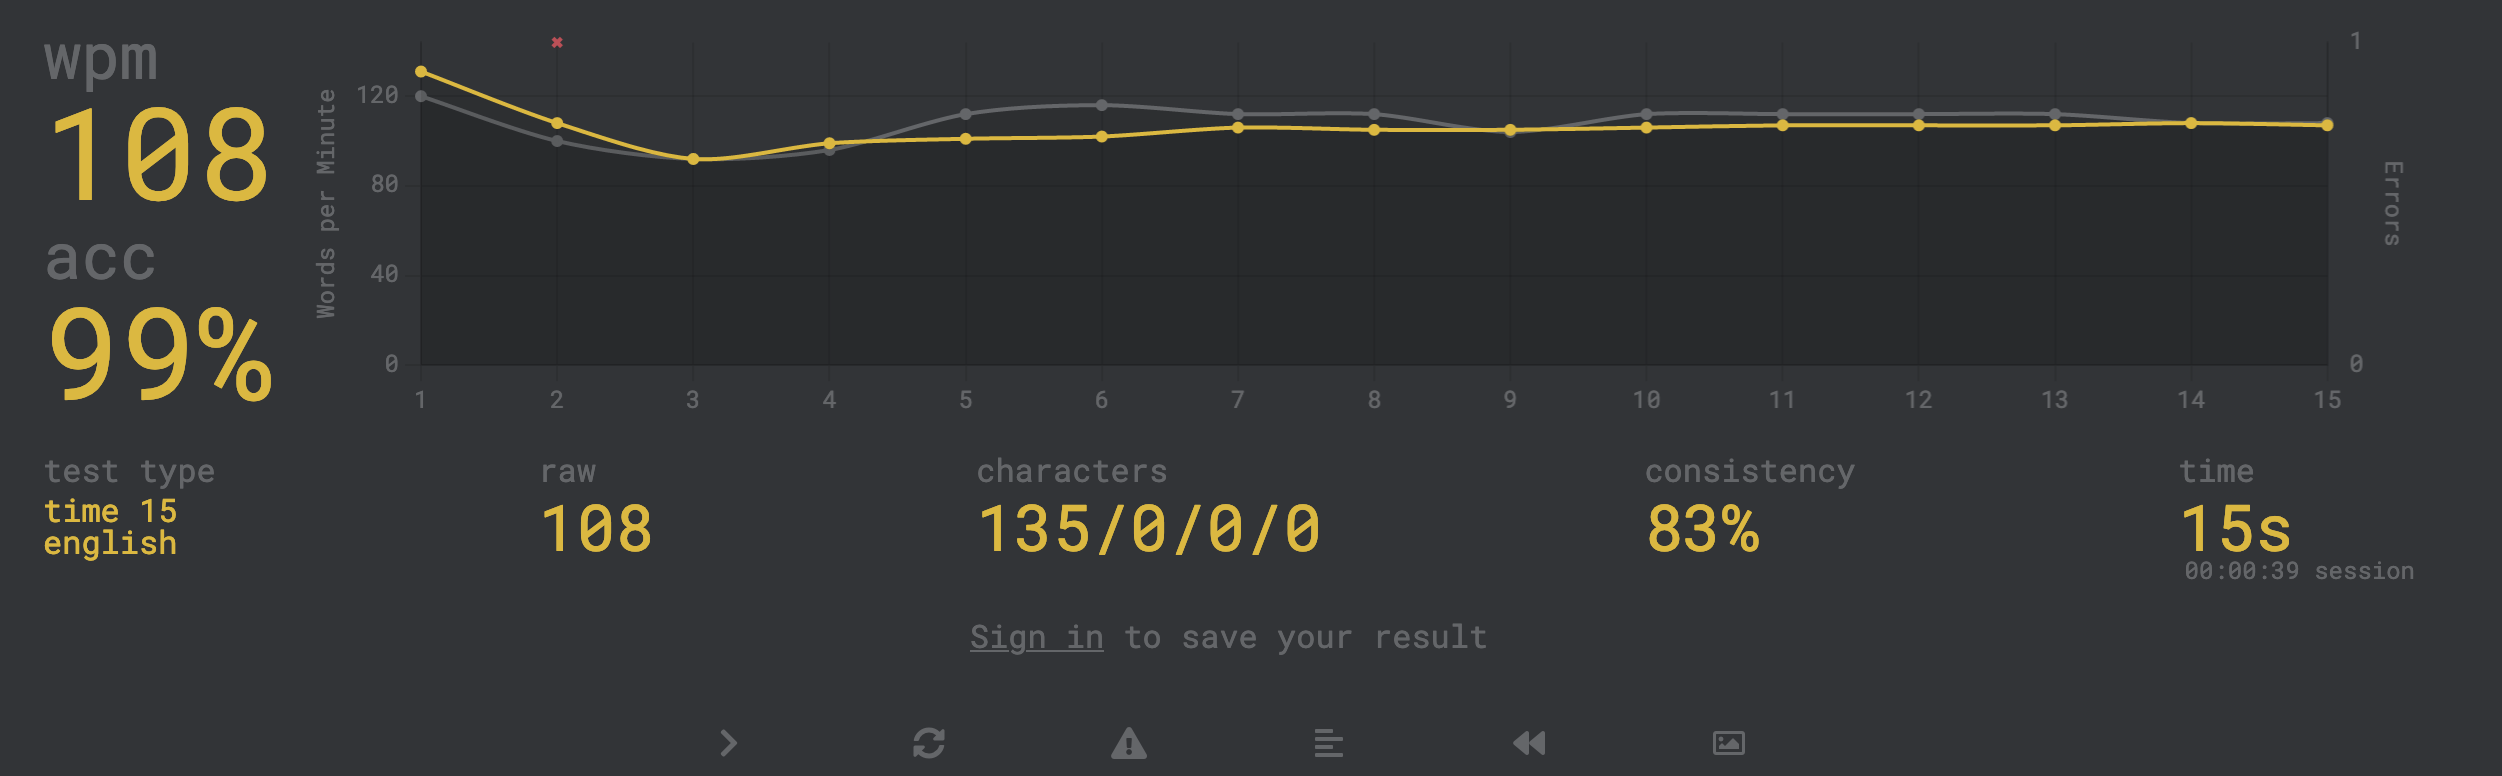 wpm
108
acc
99%
Words per Minute
120
80
40
0
1
0
Errors
1 2 3 4 5 6 7 8 9 10 11 12 13 14 15
test type
time 15
english
raw
108
characters
135/0/0/0
consistency
83%
time
15s
00:00:39 session
Sign in to save your result